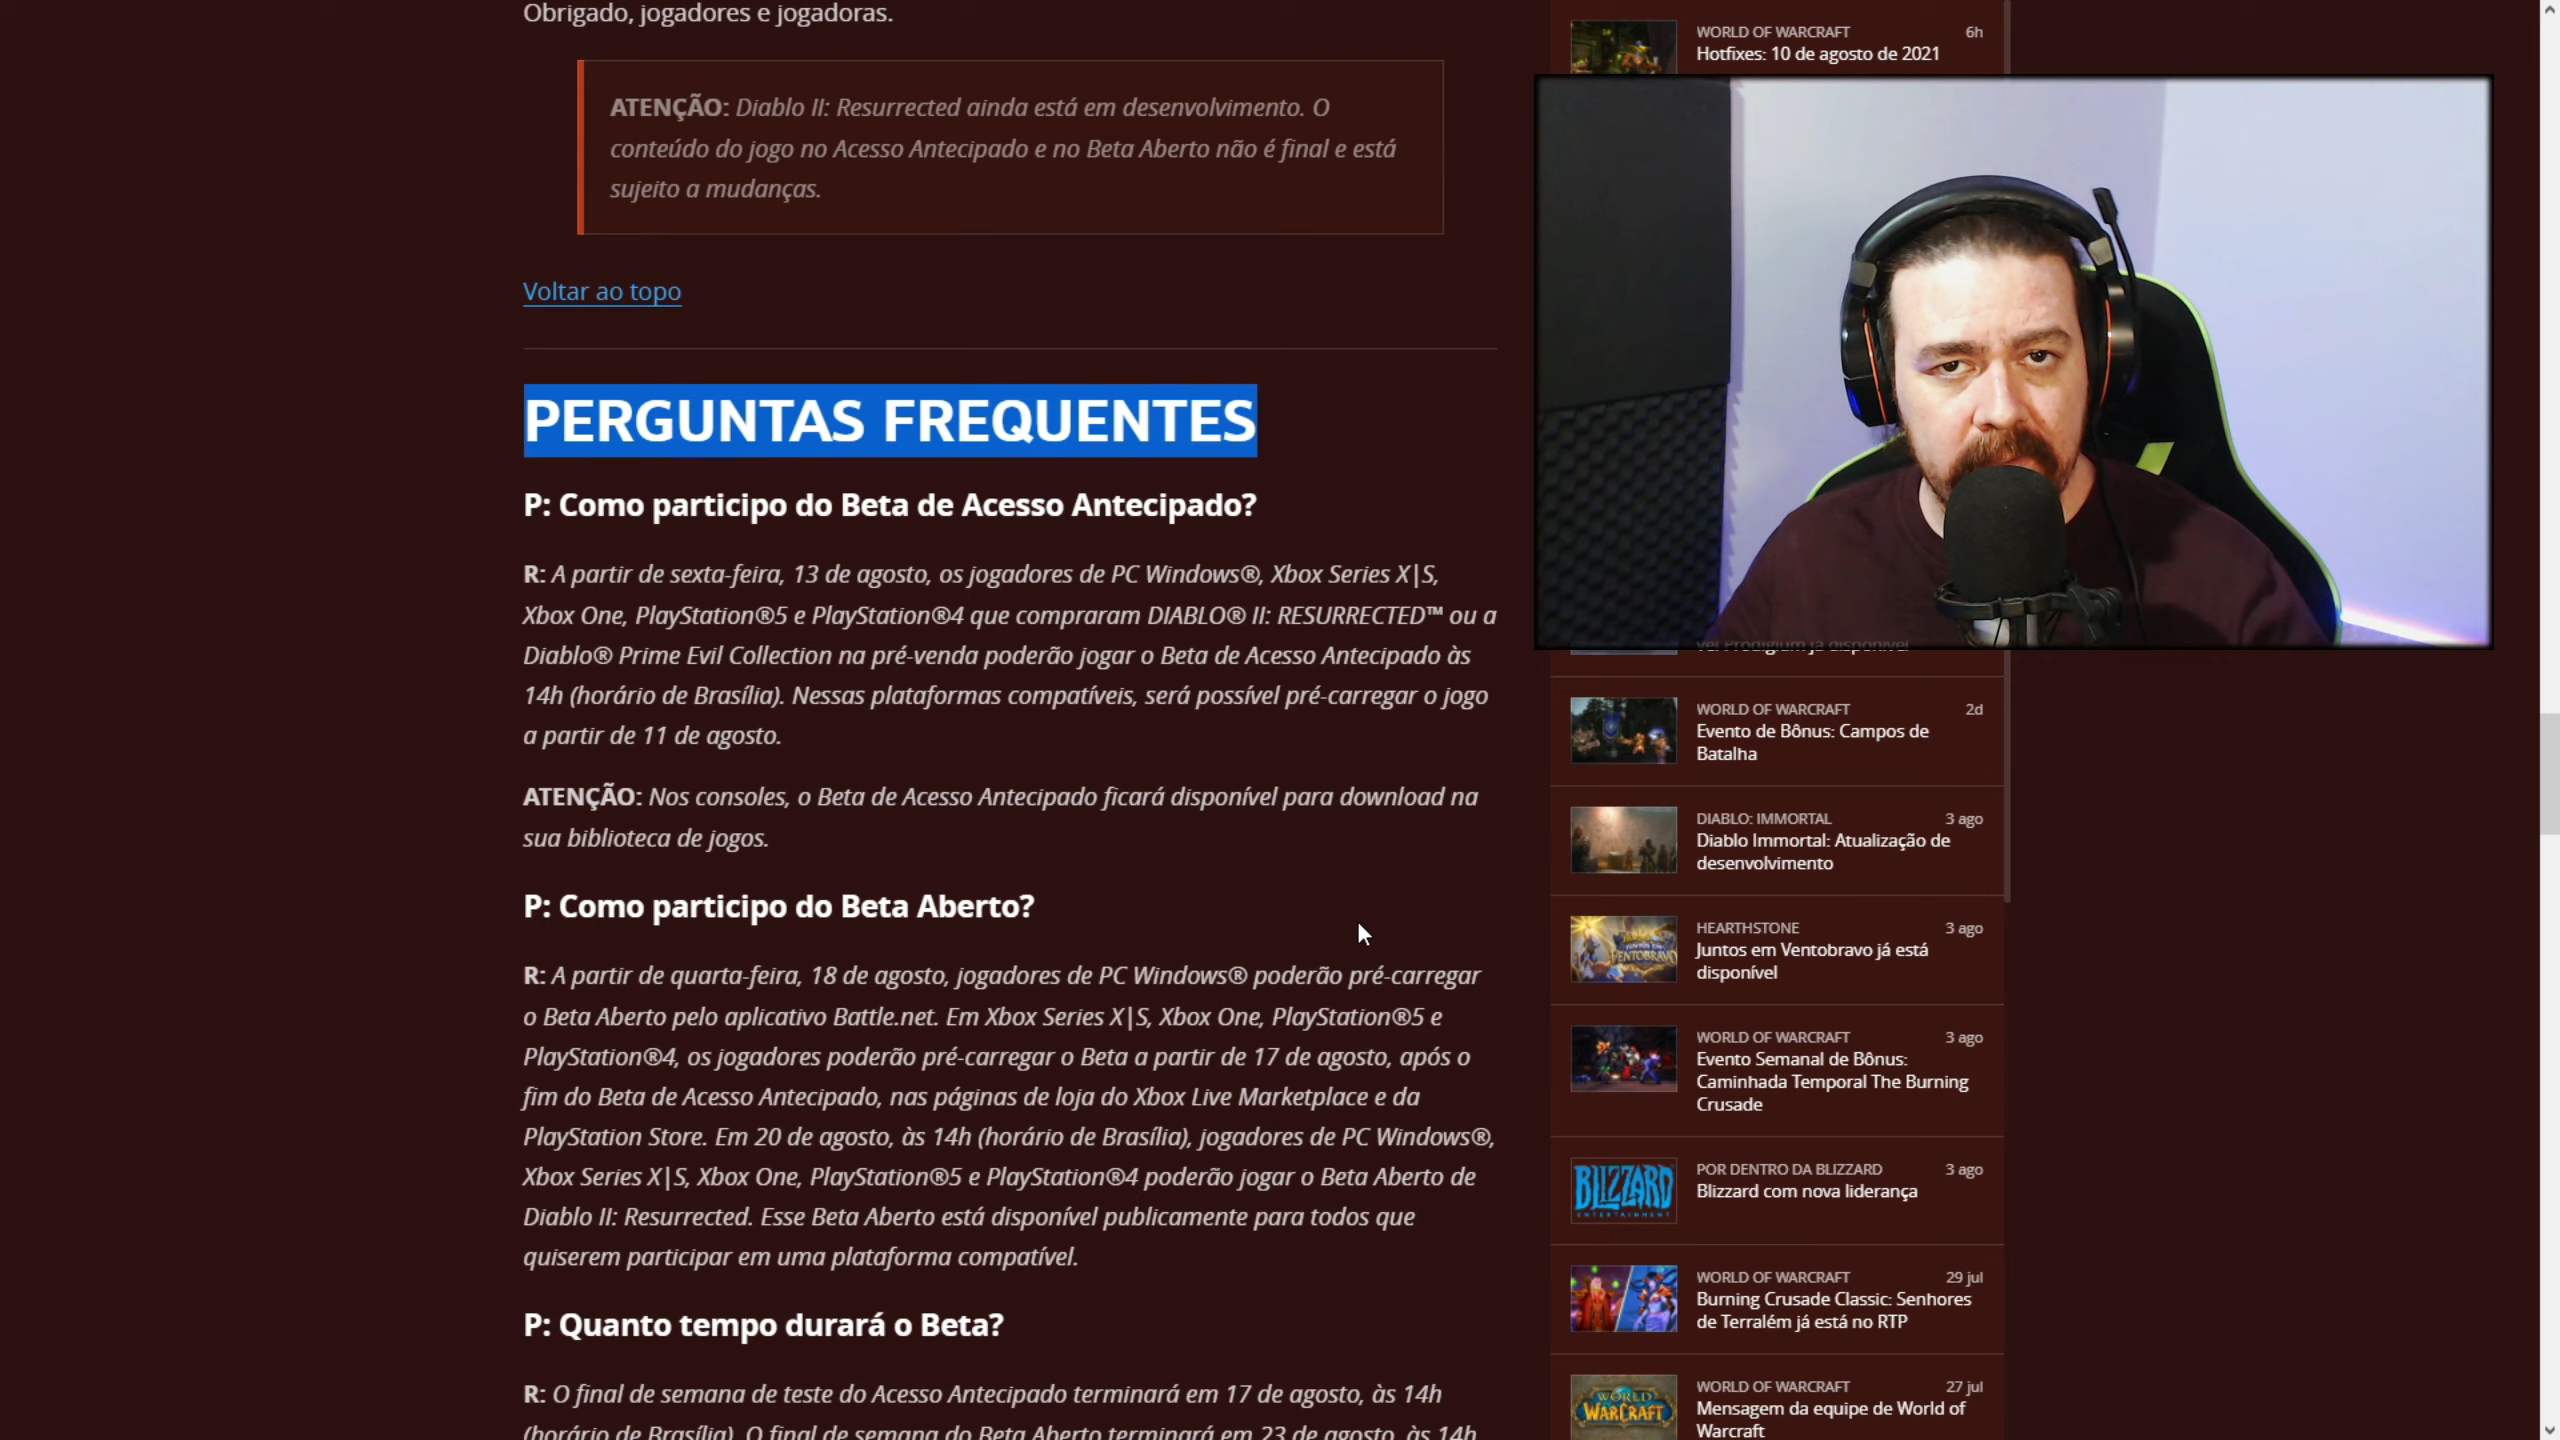 Obrigado, jogadores e jogadoras.
ATENÇÃO: Diablo II: Resurrected ainda está em desenvolvimento. O
conteúdo do jogo no Acesso Antecipado e no Beta Aberto não é final e está
sujeito a mudanças.
Voltar ao topo
PERGUNTAS FREQUENTES
P: Como participo do Beta de Acesso Antecipado?
R: A partir de sexta-feira, 13 de agosto, os jogadores de PC Windows®, Xbox Series X|S,
Xbox One, PlayStation®5 e PlayStation®4 que compraram DIABLO® II: RESURRECTED™ ou a
Diablo® Prime Evil Collection na pré-venda poderão jogar o Beta de Acesso Antecipado às
14h (horário de Brasília). Nessas plataformas compatíveis, será possível pré-carregar o jogo
a partir de 11 de agosto.
ATENÇÃO: Nos consoles, o Beta de Acesso Antecipado ficará disponível para download na
sua biblioteca de jogos.
P: Como participo do Beta Aberto?
R: A partir de quarta-feira, 18 de agosto, jogadores de PC Windows® poderão pré-carregar
o Beta Aberto pelo aplicativo Battle.net. Em Xbox Series X|S, Xbox One, PlayStation®5 e
PlayStation®4, os jogadores poderão pré-carregar o Beta a partir de 17 de agosto, após o
fim do Beta de Acesso Antecipado, nas páginas de loja do Xbox Live Marketplace e da
PlayStation Store. Em 20 de agosto, às 14h (horário de Brasília), jogadores de PC Windows®,
Xbox Series X|S, Xbox One, PlayStation®5 e PlayStation®4 poderão jogar o Beta Aberto de
Diablo II: Resurrected. Esse Beta Aberto está disponível publicamente para todos que
quiserem participar em uma plataforma compatível.
P: Quanto tempo durará o Beta?
R: O final de semana de teste do Acesso Antecipado terminará em 17 de agosto, às 14h
(horário de Brasília). O final de semana do Beta Aberto terminará em 23 de agosto, às 14h
WORLD OF WARCRAFT 6h
Hotfixes: 10 de agosto de 2021
Prodigium já disponível
WORLD OF WARCRAFT 2d
Evento de Bônus: Campos de
Batalha
DIABLO: IMMORTAL 3 ago
Diablo Immortal: Atualização de
desenvolvimento
HEARTHSTONE 3 ago
Juntos em Ventobravo já está
disponível
WORLD OF WARCRAFT 3 ago
Evento Semanal de Bônus:
Caminhada Temporal The Burning
Crusade
BLIZZARD
ENTERTAINMENT
POR DENTRO DA BLIZZARD 3 ago
Blizzard com nova liderança
WORLD OF WARCRAFT 29 jul
Burning Crusade Classic: Senhores
de Terralém já está no RTP
WORLD OF
WARCRAFT
WORLD OF WARCRAFT 27 jul
Mensagem da equipe de World of
Warcraft